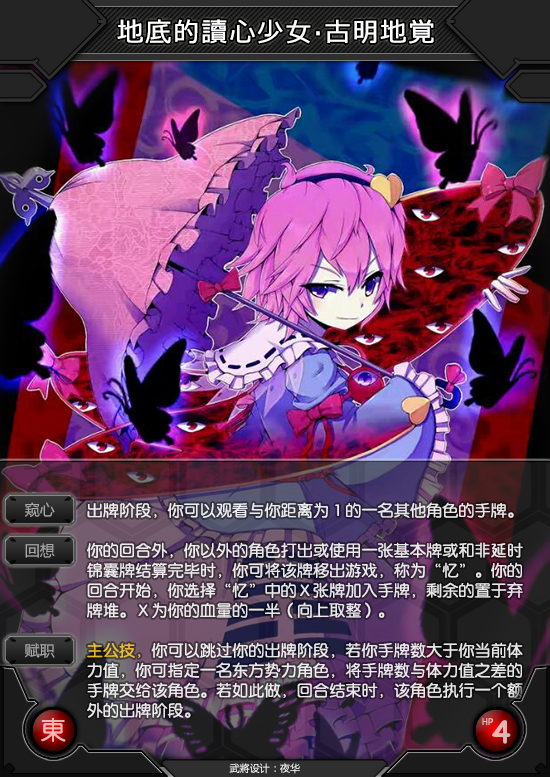 地底的讀心少女·古明地覚
窥心
出牌阶段，你可以观看与你距离为1的一名其他角色的手牌。
回想
你的回合外，你以外的角色打出或使用一张基本牌或和非延时
锦囊牌结算完毕时，你可将该牌移出游戏，称为“忆”。你的
回合开始，你选择“忆”中的X张牌加入手牌，剩余的置于弃
牌堆。X为你的血量的一半（向上取整）。
赋职
主公技，你可以跳过你的出牌阶段，若你手牌数大于你当前体
力值，你可指定一名东方势力角色，将手牌数与体力值之差的
手牌交给该角色。若如此做，回合结束时，该角色执行一个额
外的出牌阶段。
東
HP 4
武將设计：夜华